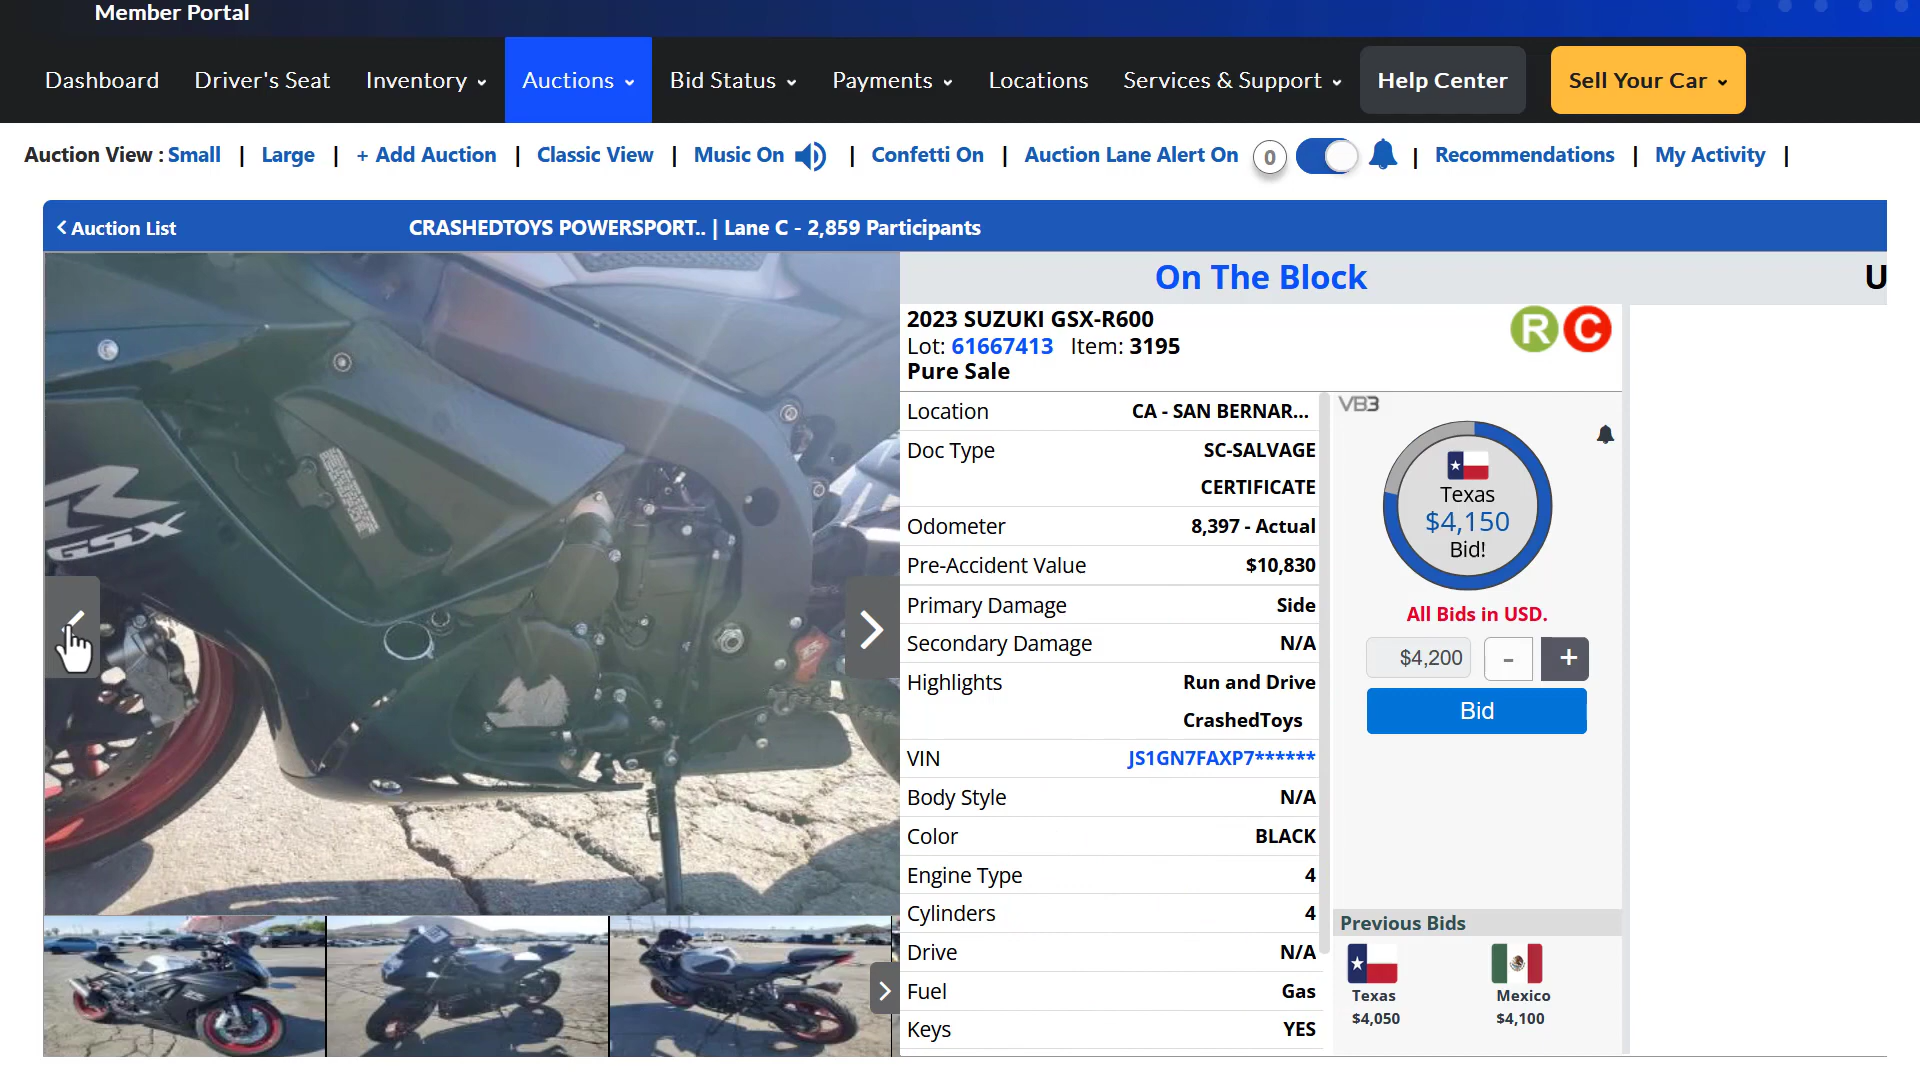 Member Portal
Dashboard Driver's Seat Inventory Auctions Bid Status Payments Locations Services & Support Help Center Sell Your Car
Auction View : Small | Large | + Add Auction | Classic View | Music On | Confetti On | Auction Lane Alert On 0 | Recommendations | My Activity |
Auction List
CRASHEDTOYS POWERSPORT.. | Lane C - 2,859 Participants
GSX
On The Block
U
2023 SUZUKI GSX-R600
Lot: 61667413 Item: 3195
Pure Sale
R C
Location CA - SAN BERNAR...
Doc Type SC-SALVAGE
CERTIFICATE
Odometer 8,397 - Actual
Pre-Accident Value $10,830
Primary Damage Side
Secondary Damage N/A
Highlights Run and Drive
CrashedToys
VIN JS1GN7FAXP7******
Body Style N/A
Color BLACK
Engine Type 4
Cylinders 4
Drive N/A
Fuel Gas
Keys YES
VB3
Texas
$4,150
Bid!
All Bids in USD.
$4,200 - +
Bid
Previous Bids
Texas Mexico
$4,050 $4,100